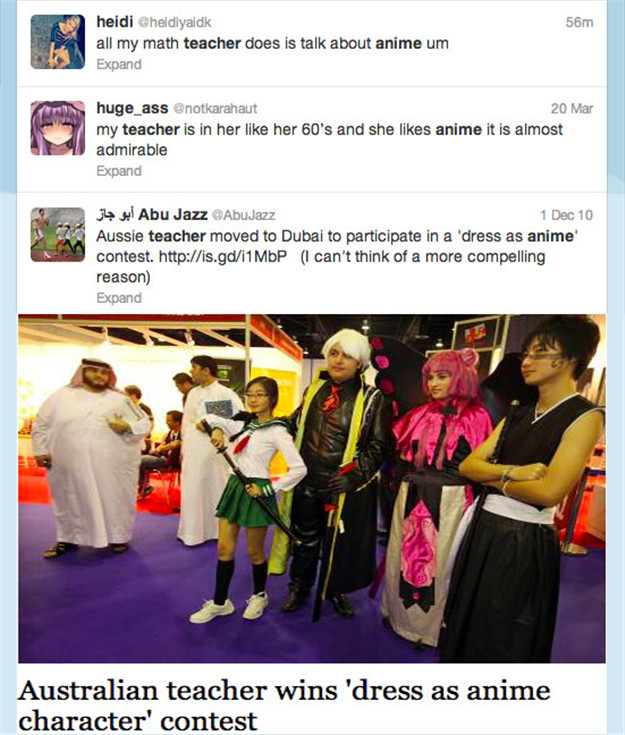 heidi @heidiyaidk 56m
all my math teacher does is talk about anime um
Expand
huge_ass @notkarahaut 20 Mar
my teacher is in her like her 60's and she likes anime it is almost
admirable
Expand
أبو جاز Abu Jazz @AbuJazz 1 Dec 10
Aussie teacher moved to Dubai to participate in a 'dress as anime'
contest. http://is.gd/i1MbP (I can't think of a more compelling
reason)
Expand
Australian teacher wins 'dress as anime
character' contest